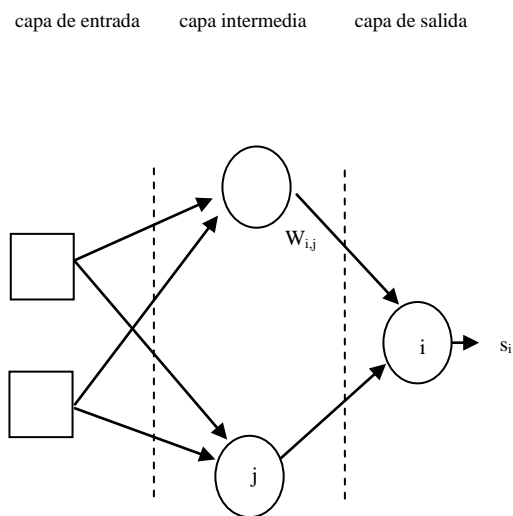 capa de entrada capa intermedia capa de salida
W_{i,j}
i s_i
j